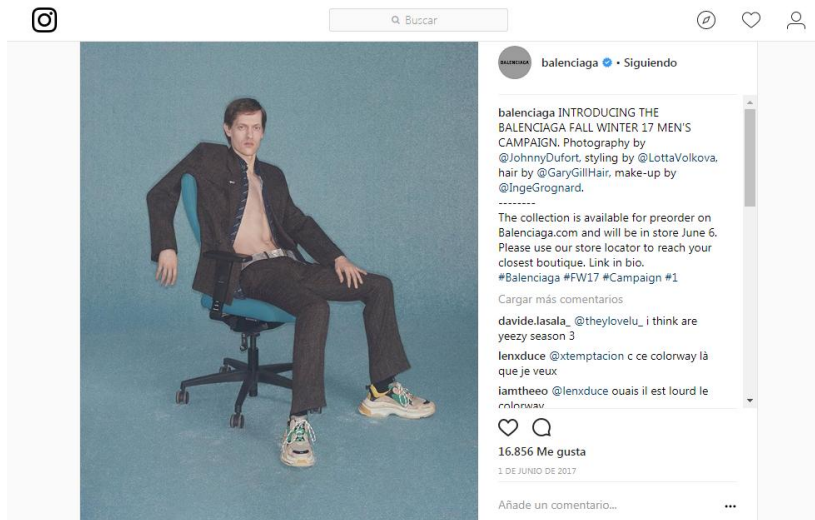 Buscar
BALENCIAGA
balenciaga • Siguiendo
balenciaga INTRODUCING THE
BALENCIAGA FALL WINTER 17 MEN'S
CAMPAIGN. Photography by
@JohnnyDufort, styling by @LottaVolkova,
hair by @GaryGillHair, make-up by
@IngeGrognard.
--------
The collection is available for preorder on
Balenciaga.com and will be in store June 6.
Please use our store locator to reach your
closest boutique. Link in bio.
#Balenciaga #FW17 #Campaign #1
Cargar más comentarios
davide.lasala_ @theylovelu_ i think are
yeezy season 3
lenxduce @xtemptacion c ce colorway là
que je veux
iamtheeo @lenxduce ouais il est lourd le
colorway
16.856 Me gusta
1 DE JUNIO DE 2017
Añade un comentario...